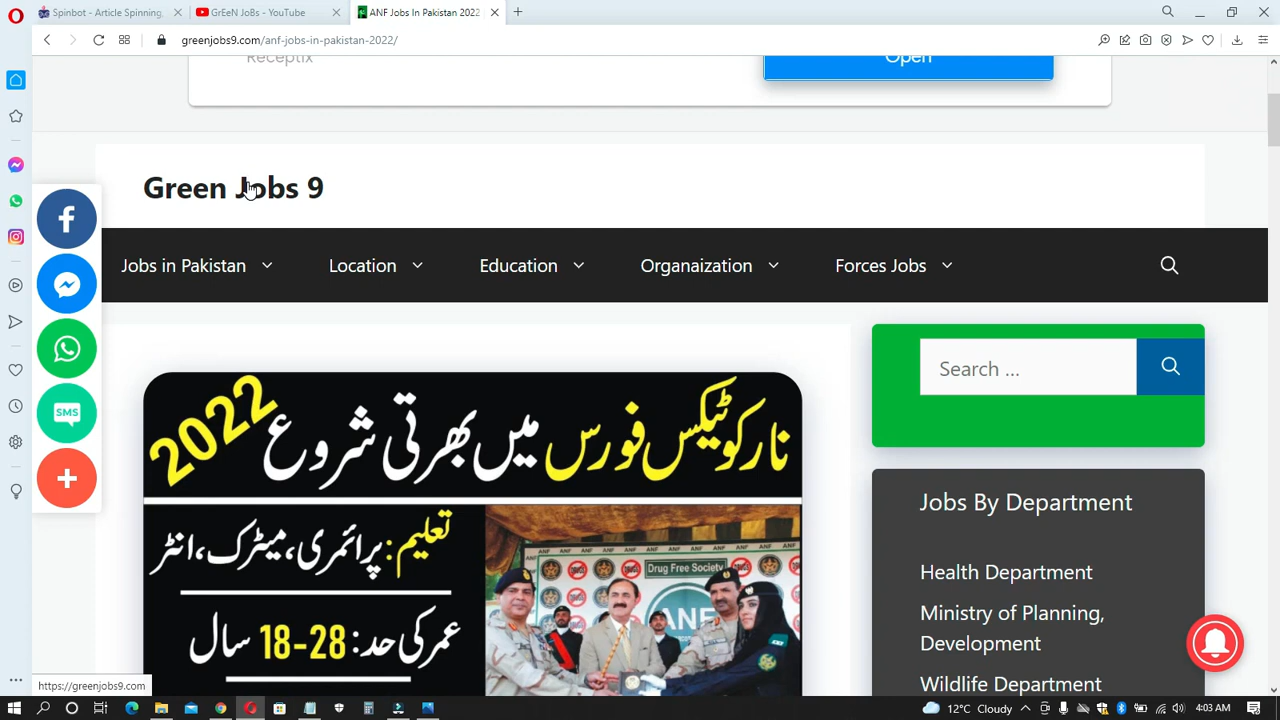 Spinbot - Article Spinning,
GrEeN JoBs - YouTube
ANF Jobs In Pakistan 2022
greenjobs9.com/anf-jobs-in-pakistan-2022/
Receptix
Open
Green Jobs 9
Jobs in Pakistan
Location
Education
Organaization
Forces Jobs
Search ...
نارکوٹیکس فورس میں بھرتی شروع 2022
تعلیم: پرائمری، میٹرک، انٹر
عمر کی حد: 18-28 سال
ANF
Drug Free Society
ANF
SMS
Jobs By Department
Health Department
Ministry of Planning,
Development
Wildlife Department
https://greenjobs9.com
12°C Cloudy
4:03 AM